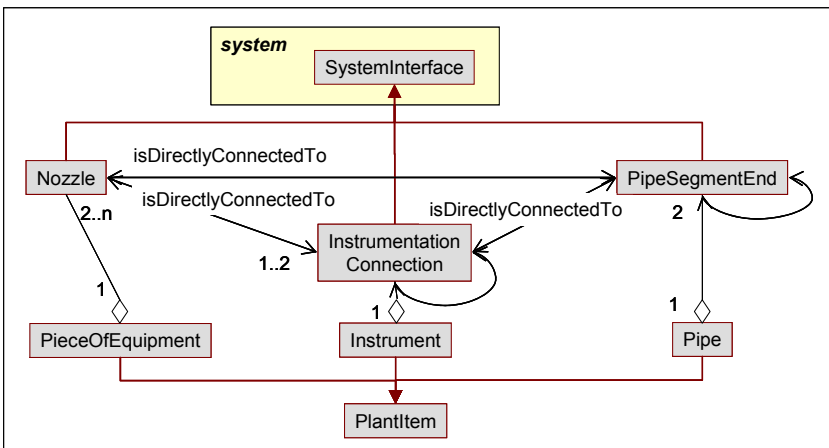 system
SystemInterface
isDirectlyConnectedTo
Nozzle
PipeSegmentEnd
isDirectlyConnectedTo
isDirectlyConnectedTo
2..n
2
1..2
Instrumentation
Connection
1
1
1
PieceOfEquipment
Instrument
Pipe
PlantItem